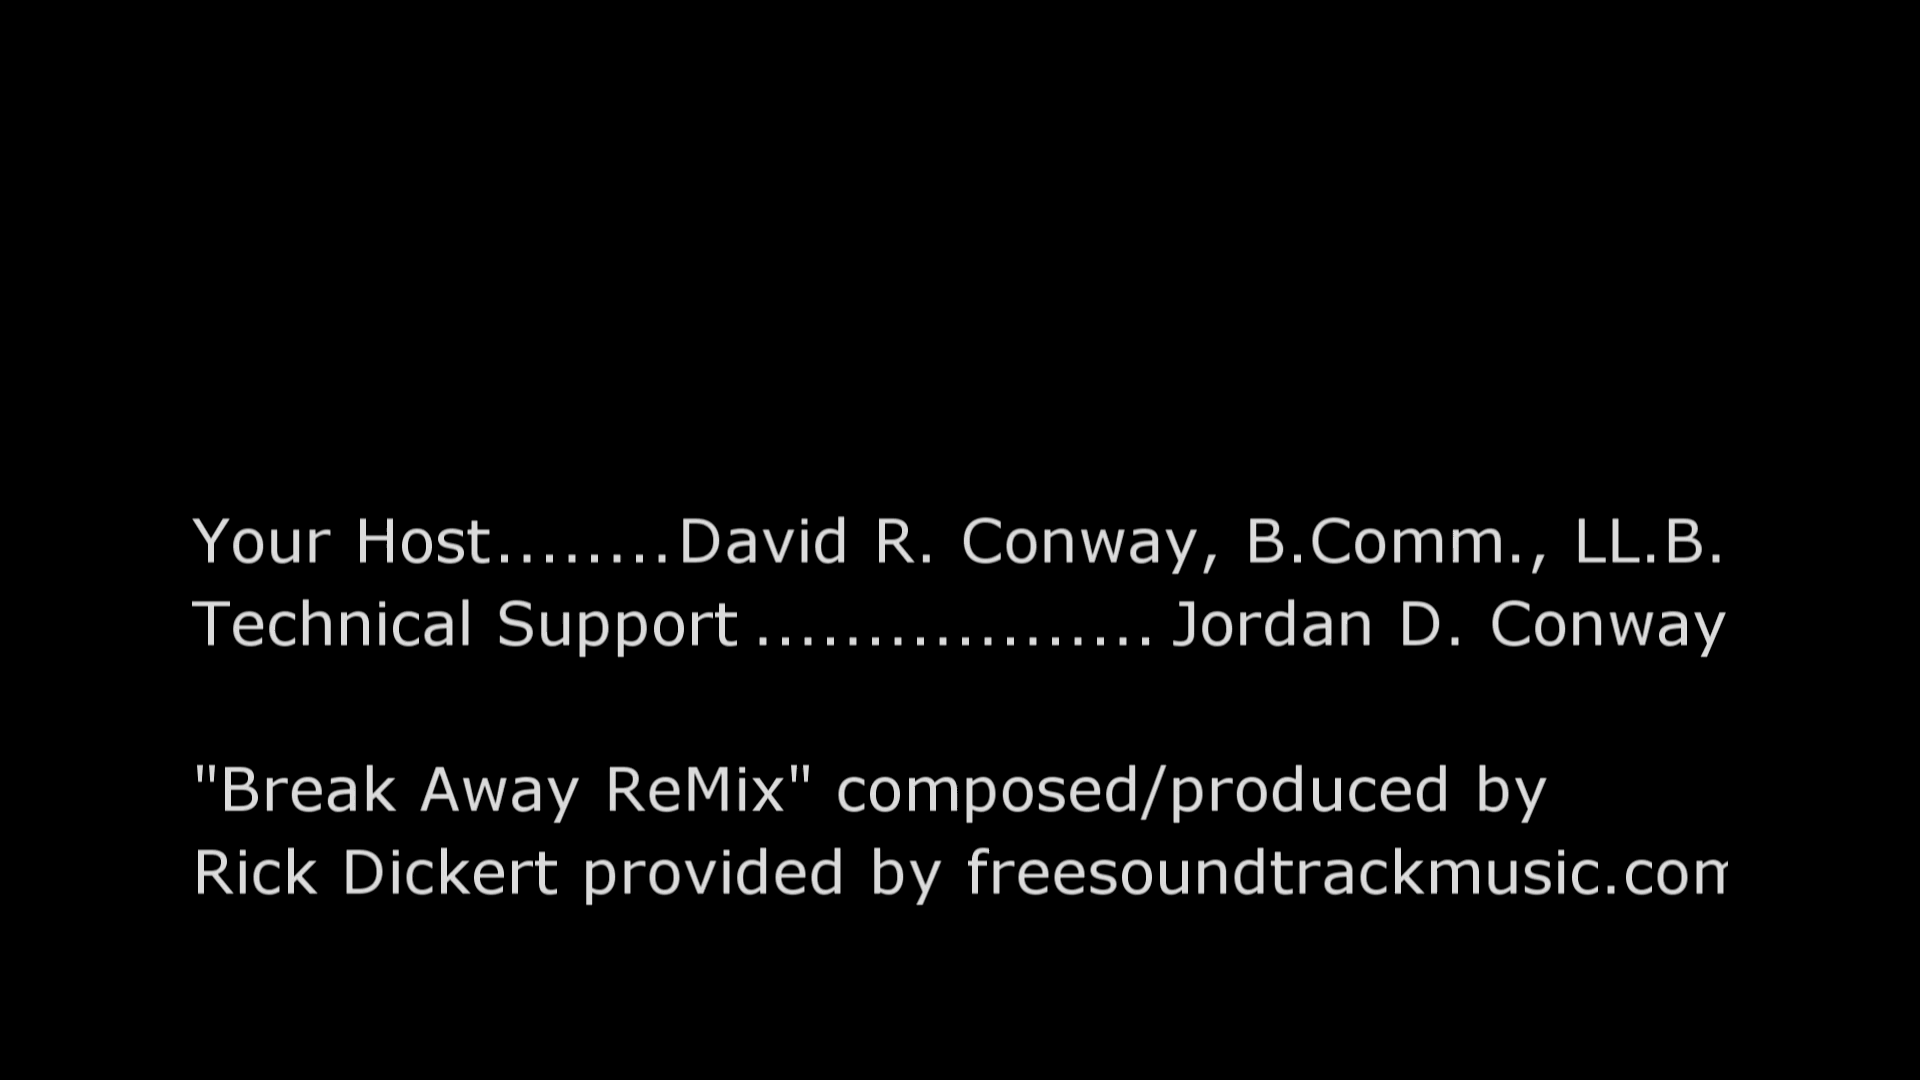 Your Host........David R. Conway, B.Comm., LL.B.
Technical Support .................. Jordan D. Conway
"Break Away ReMix" composed/produced by
Rick Dickert provided by freesoundtrackmusic.com